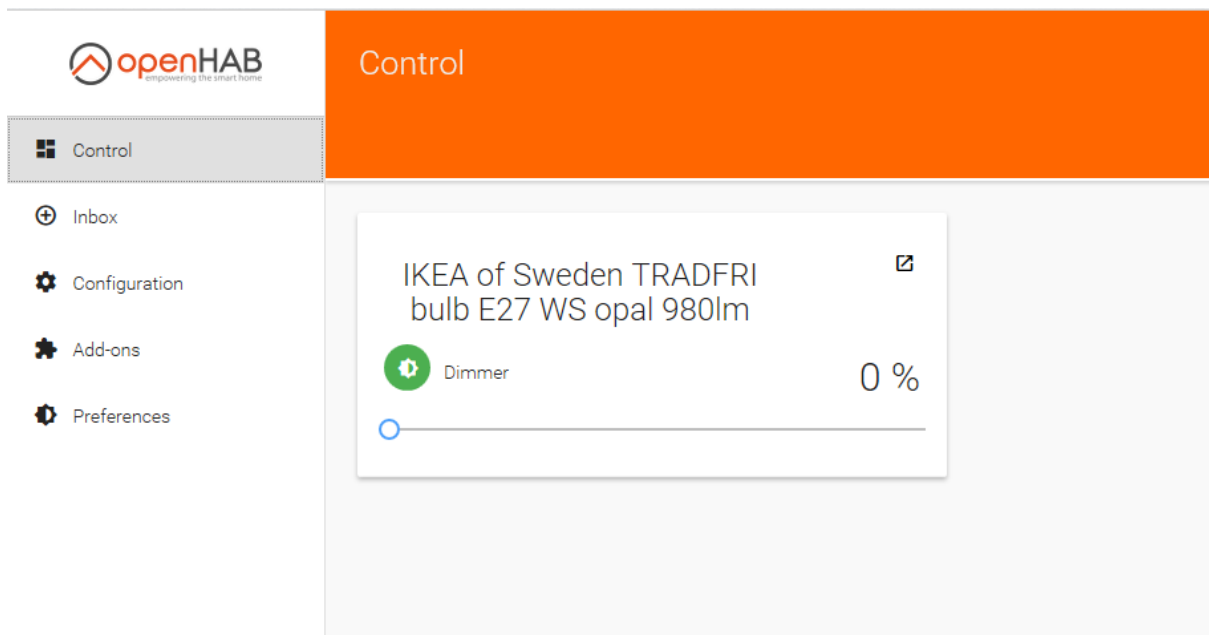 openHAB
empowering the smart home
Control
Control
Inbox
Configuration
Add-ons
Preferences
IKEA of Sweden TRADFRI
bulb E27 WS opal 980lm
Dimmer
0 %